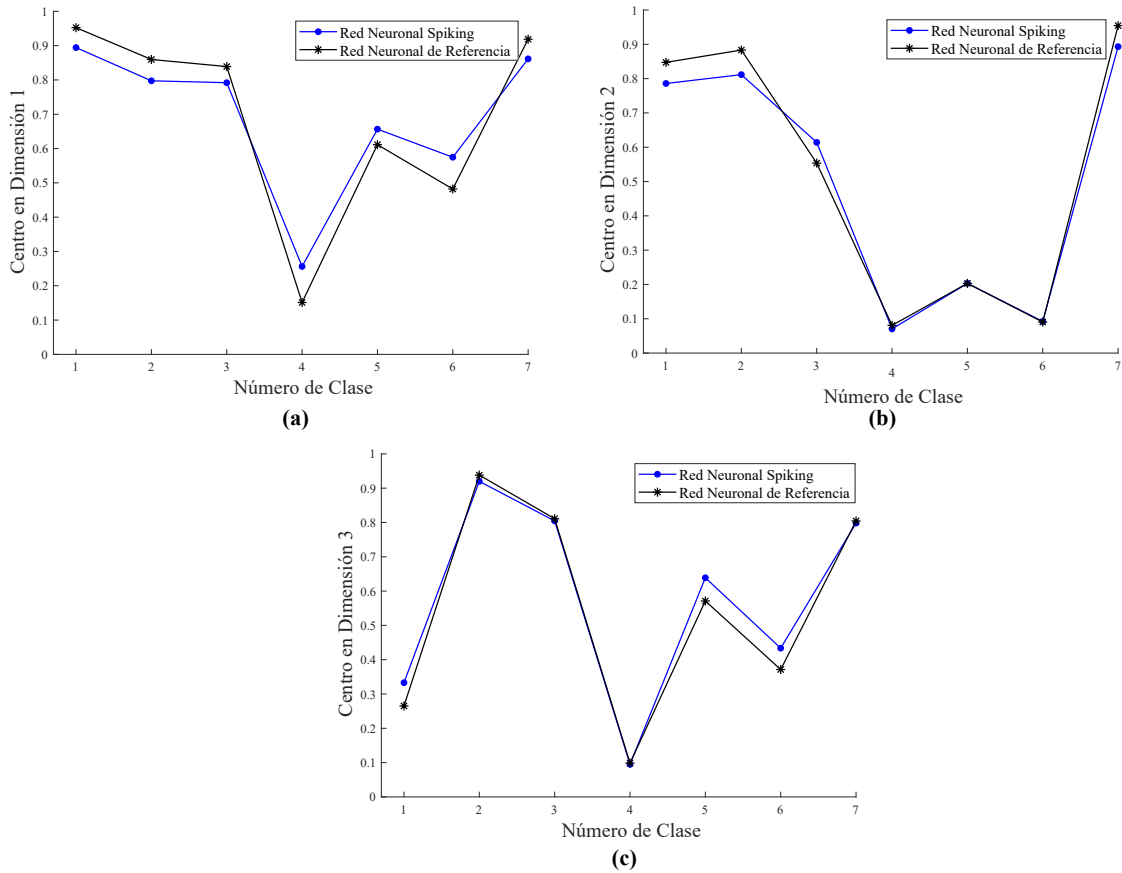 Centro en Dimensión 1
1
0.9
0.8
0.7
0.6
0.5
0.4
0.3
0.2
0.1
0
Red Neuronal Spiking
Red Neuronal de Referencia
1 2 3 4 5 6 7
Número de Clase
(a)
Centro en Dimensión 2
1
0.9
0.8
0.7
0.6
0.5
0.4
0.3
0.2
0.1
0
Red Neuronal Spiking
Red Neuronal de Referencia
1 2 3 4 5 6 7
Número de Clase
(b)
Centro en Dimensión 3
1
0.9
0.8
0.7
0.6
0.5
0.4
0.3
0.2
0.1
0
Red Neuronal Spiking
Red Neuronal de Referencia
1 2 3 4 5 6 7
Número de Clase
(c)